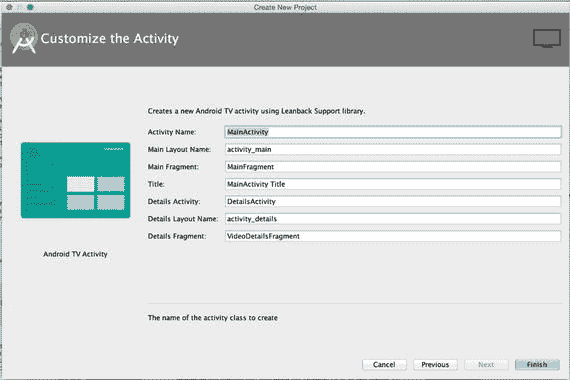 Create New Project
Customize the Activity
Creates a new Android TV activity using Leanback Support library.
Activity Name: MainActivity
Main Layout Name: activity_main
Main Fragment: MainFragment
Title: MainActivity Title
Details Activity: DetailsActivity
Details Layout Name: activity_details
Details Fragment: VideoDetailsFragment
Android TV Activity
The name of the activity class to create
Cancel Previous Next Finish